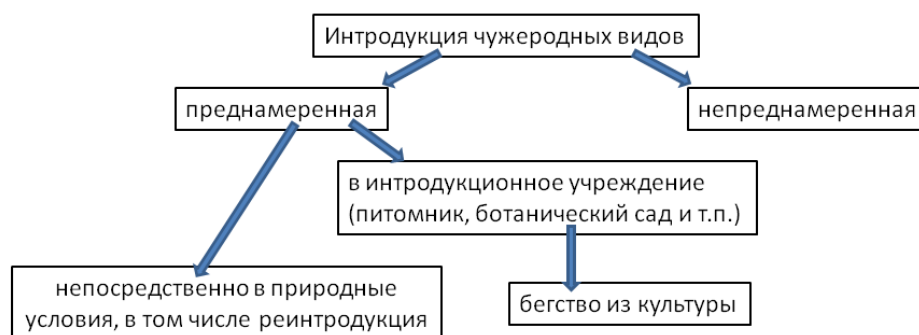 Интродукция чужеродных видов
преднамеренная
непреднамеренная
в интродукционное учреждение
(питомник, ботанический сад и т.п.)
непосредственно в природные
условия, в том числе реинтродукция
бегство из культуры